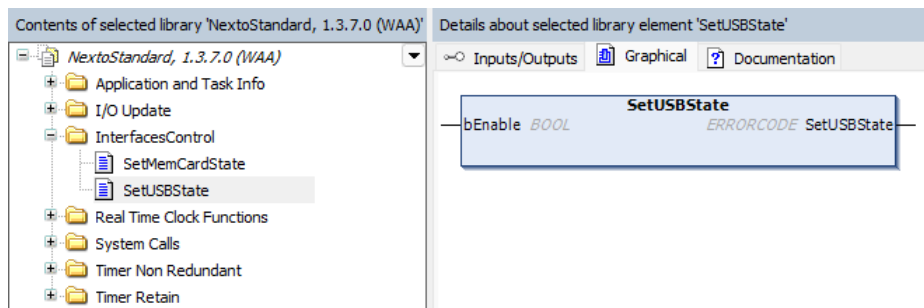 Contents of selected library 'NextoStandard, 1.3.7.0 (WAA)'
NextoStandard, 1.3.7.0 (WAA)
Application and Task Info
I/O Update
InterfacesControl
SetMemCardState
SetUSBState
Real Time Clock Functions
System Calls
Timer Non Redundant
Timer Retain
Details about selected library element 'SetUSBState'
Inputs/Outputs Graphical Documentation
SetUSBState
bEnable BOOL ERRORCODE SetUSBState